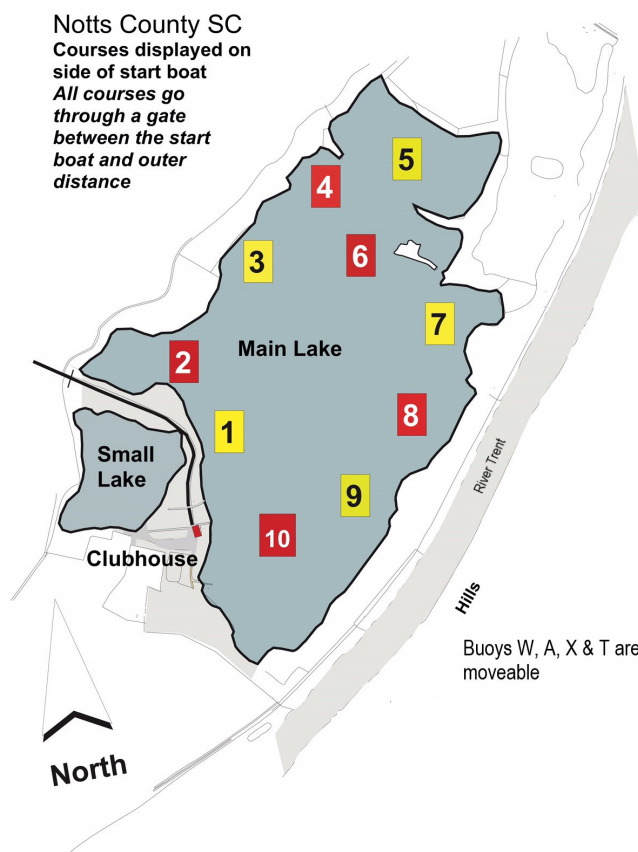 Notts County SC
Courses displayed on
side of start boat
All courses go
through a gate
between the start
boat and outer
distance
5
4
6
3
7
Main Lake
2
8
1
Small
Lake
River Trent
9
10
Clubhouse
Hills
Buoys W, A, X & T are
moveable
North